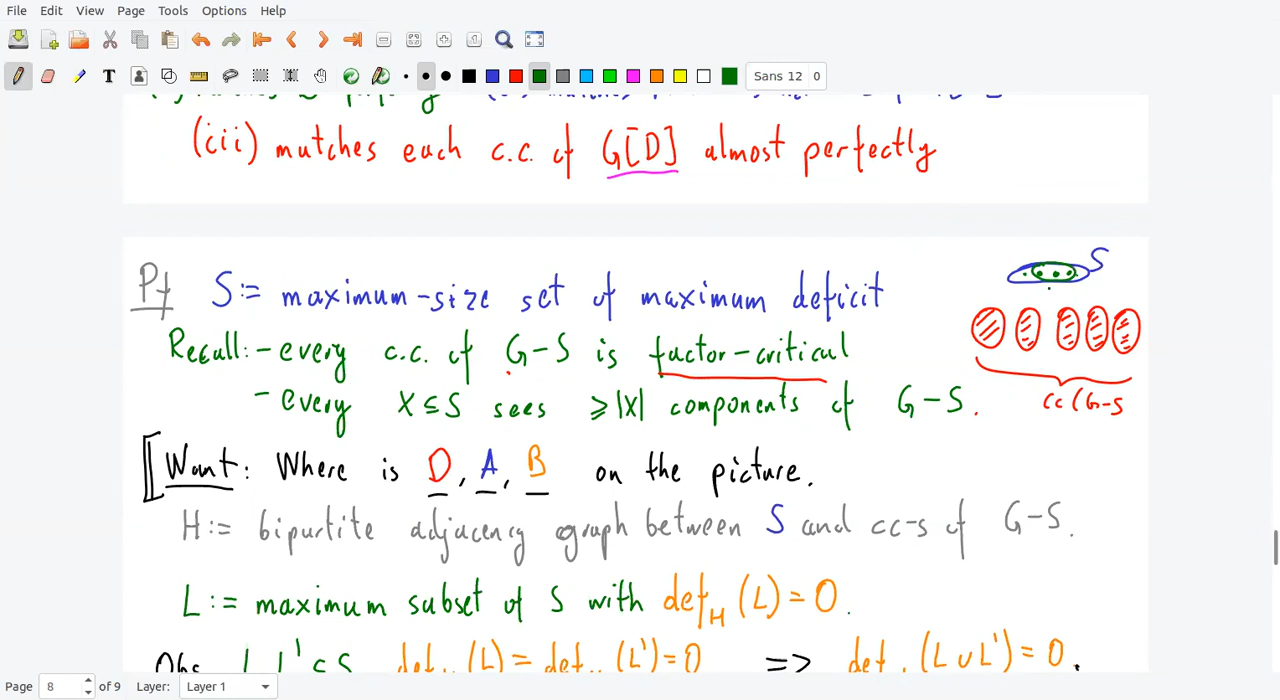 File Edit View Page Tools Options Help
Sans 12 0
(iii) matches each c.c. of G[D] almost perfectly
Pf S:= maximum-size set of maximum deficit
S
Recall: - every c.c. of G-S is factor-critical
- every X ⊆ S sees ≥|X| components of G-S.
cc(G-S
[Want: Where is D, A, B on the picture.
H:= bipartite adjacency graph between S and cc-s of G-S.
L:= maximum subset of S with def_H (L)=0.
(L) = (L')=0 => (L∪L')=0.
Page 8 of 9 Layer: Layer 1